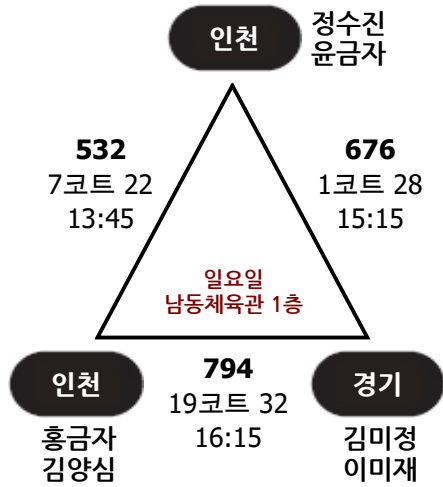 인천
정수진
윤금자
532
7코트 22
13:45
676
1코트 28
15:15
일요일
남동체육관 1층
인천
홍금자
김양심
794
19코트 32
16:15
경기
김미정
이미재